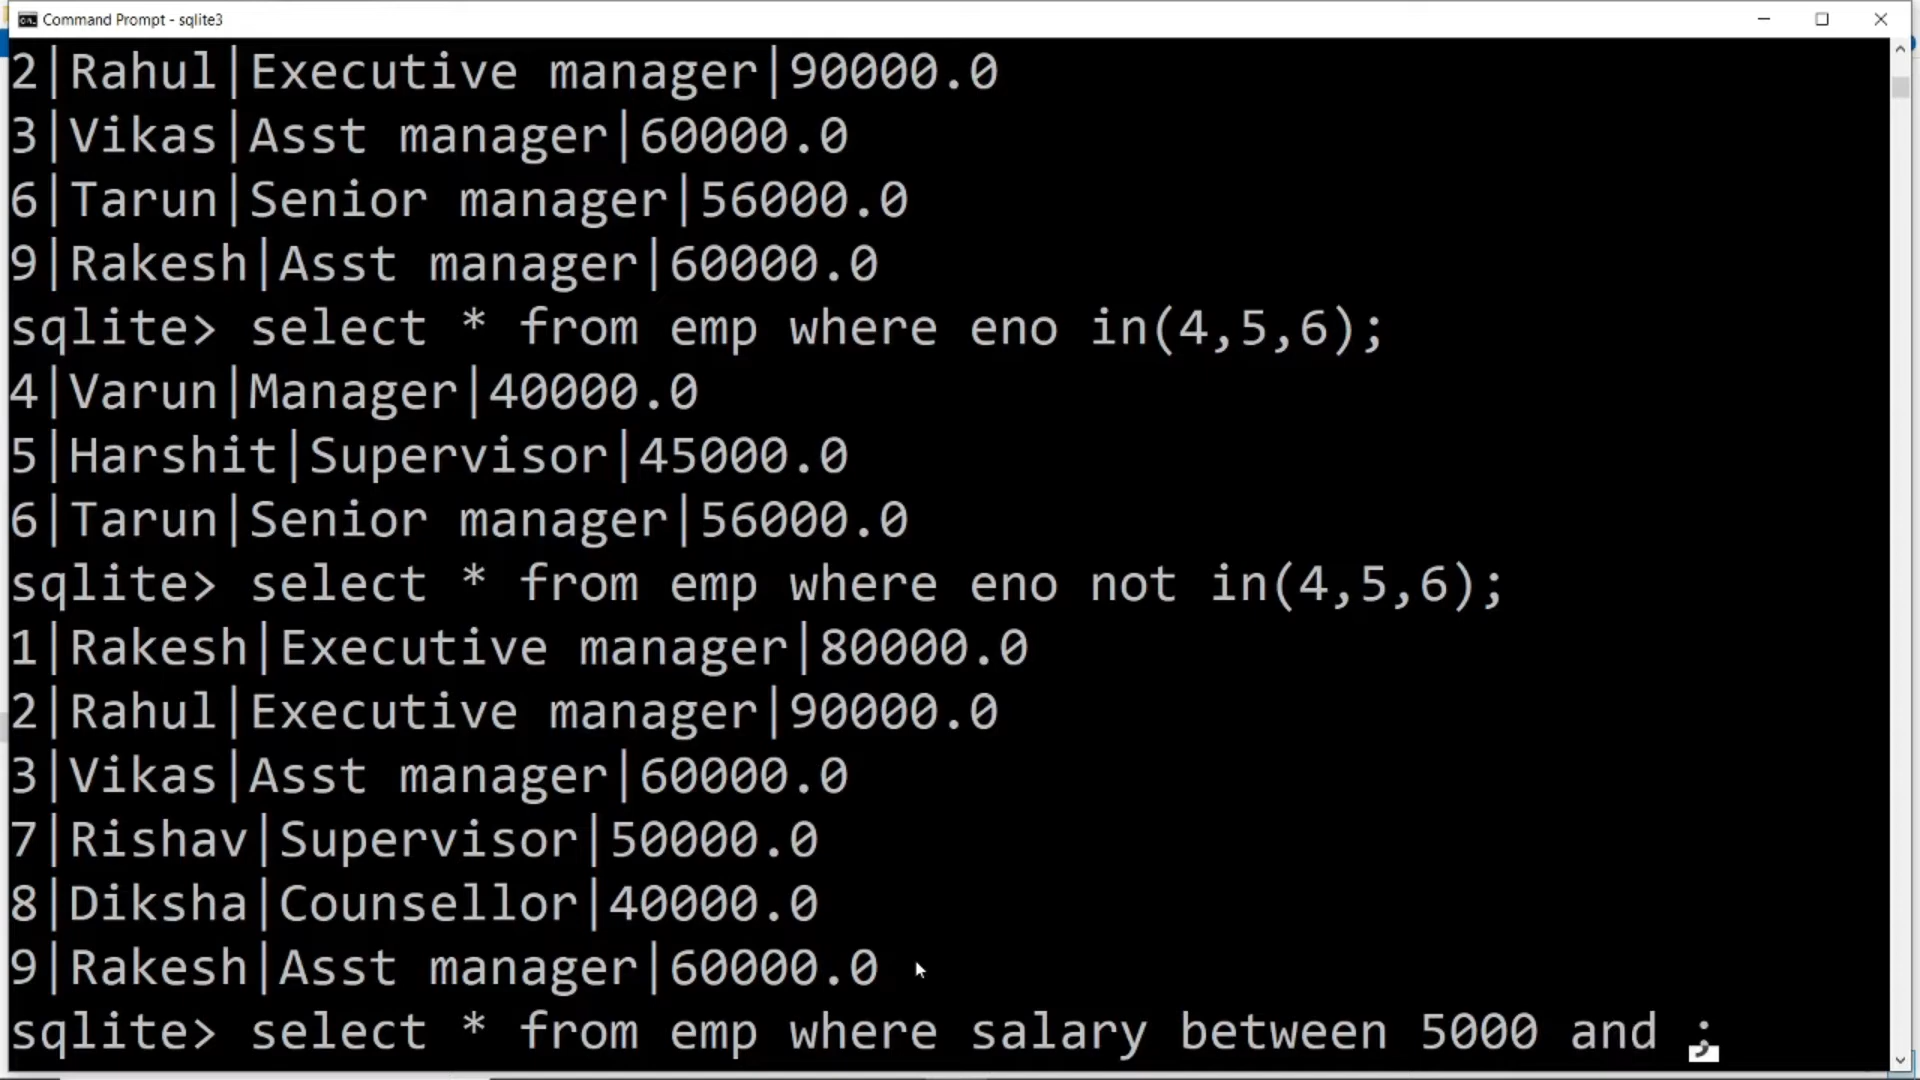 Command Prompt - sqlite3
2|Rahul|Executive manager|90000.0
3|Vikas|Asst manager|60000.0
6|Tarun|Senior manager|56000.0
9|Rakesh|Asst manager|60000.0
sqlite> select * from emp where eno in(4,5,6);
4|Varun|Manager|40000.0
5|Harshit|Supervisor|45000.0
6|Tarun|Senior manager|56000.0
sqlite> select * from emp where eno not in(4,5,6);
1|Rakesh|Executive manager|80000.0
2|Rahul|Executive manager|90000.0
3|Vikas|Asst manager|60000.0
7|Rishav|Supervisor|50000.0
8|Diksha|Counsellor|40000.0
9|Rakesh|Asst manager|60000.0
sqlite> select * from emp where salary between 5000 and ;